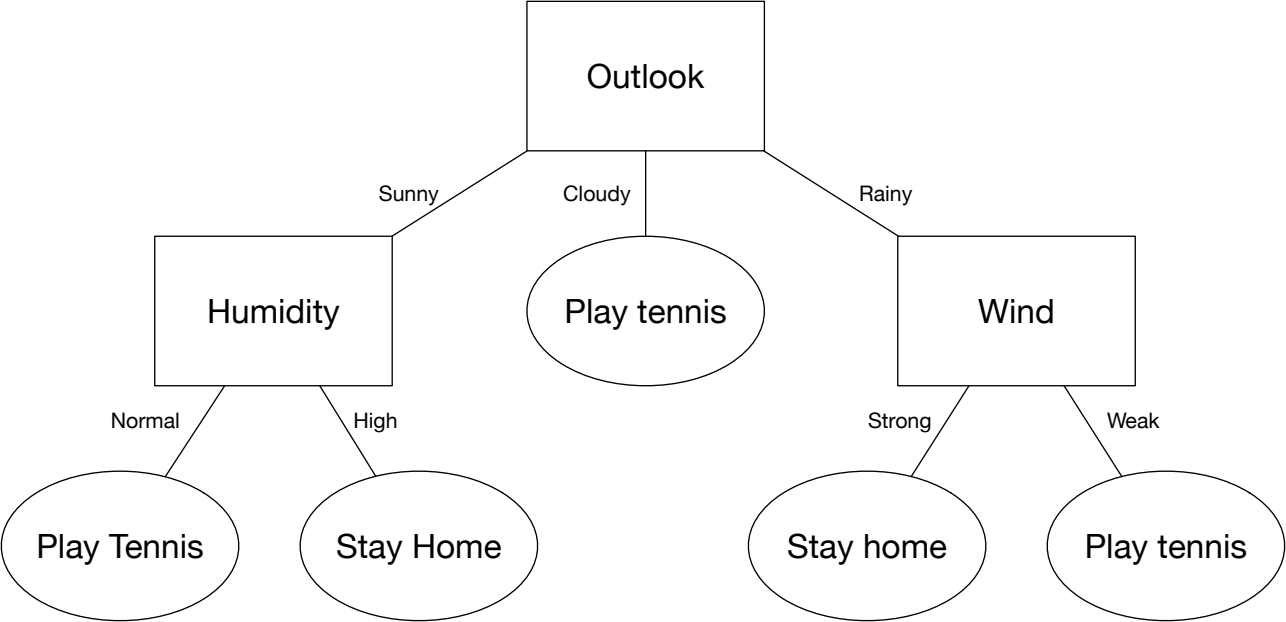 Outlook
Sunny
Cloudy
Rainy
Humidity
Play tennis
Wind
Normal
High
Strong
Weak
Play Tennis
Stay Home
Stay home
Play tennis